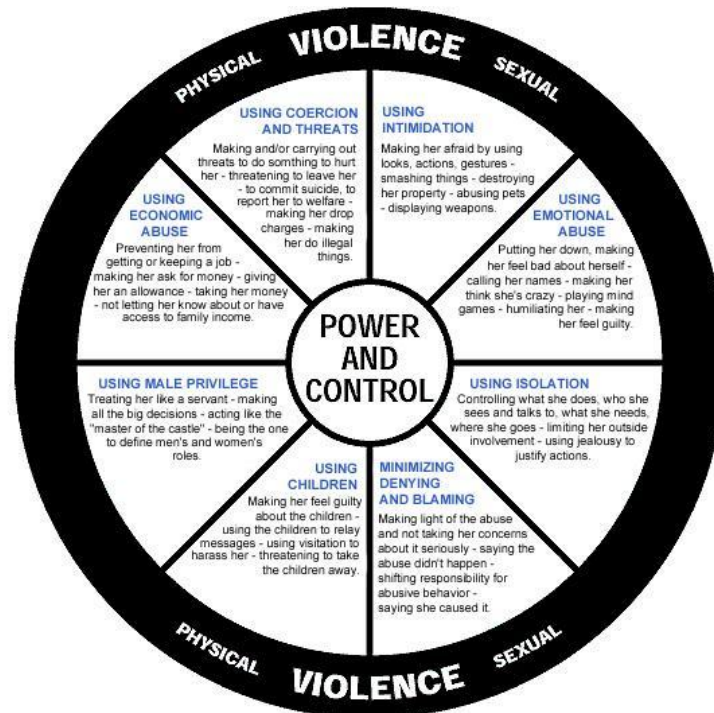 PHYSICAL VIOLENCE SEXUAL
USING COERCION
AND THREATS
Making and/or carrying out
threats to do somthing to hurt
her - threatening to leave her
- to commit suicide, to
report her to welfare -
making her drop
charges - making
her do illegal
things.
USING
INTIMIDATION
Making her afraid by using
looks, actions, gestures -
smashing things - destroying
her property - abusing pets
- displaying weapons.
USING
EMOTIONAL
ABUSE
Putting her down, making
her feel bad about herself -
calling her names - making her
think she's crazy - playing mind
games - humiliating her - making
her feel guilty.
USING ISOLATION
Controlling what she does, who she
sees and talks to, what she needs,
where she goes - limiting her outside
involvement - using jealousy to
justify actions.
MINIMIZING
DENYING
AND BLAMING
Making light of the abuse
and not taking her concerns
about it seriously - saying the
abuse didn't happen -
shifting responsibility for
abusive behavior -
saying she caused it.
USING
CHILDREN
Making her feel guilty
about the children -
using the children to relay
messages - using visitation to
harass her - threatening to take
the children away.
USING MALE PRIVILEGE
Treating her like a servant - making
all the big decisions - acting like the
"master of the castle" - being the one
to define men's and women's
roles.
USING
ECONOMIC
ABUSE
Preventing her from
getting or keeping a job -
making her ask for money - giving
her an allowance - taking her money
- not letting her know about or have
access to family income.
POWER
AND
CONTROL
PHYSICAL VIOLENCE SEXUAL